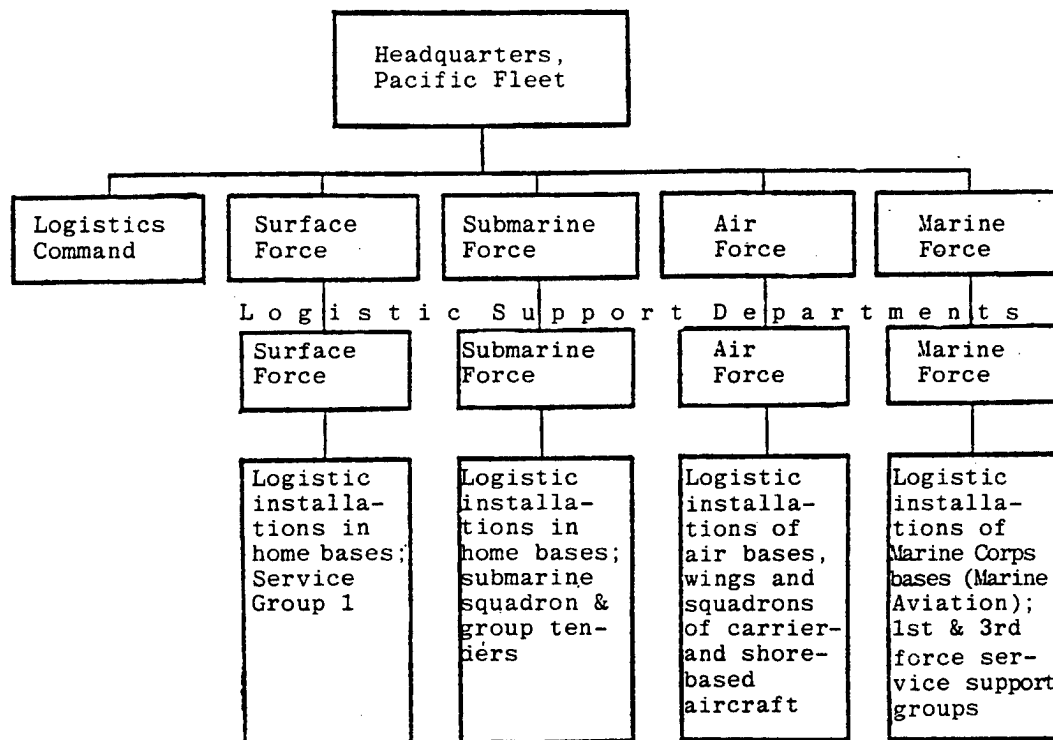 Headquarters,
Pacific Fleet
Logistics
Command
Surface
Force
Submarine
Force
Air
Force
Marine
Force
Logistic Support Departments
Surface
Force
Submarine
Force
Air
Force
Marine
Force
Logistic
installa-
tions in
home bases;
Service
Group 1
Logistic
installa-
tions in
home bases;
submarine
squadron &
group ten-
ders
Logistic
installa-
tions of
air bases,
wings and
squadrons
of carrier-
and shore-
based
aircraft
Logistic
installa-
tions of
Marine Corps
bases (Marine
Aviation);
1st & 3rd
force ser-
vice support
groups